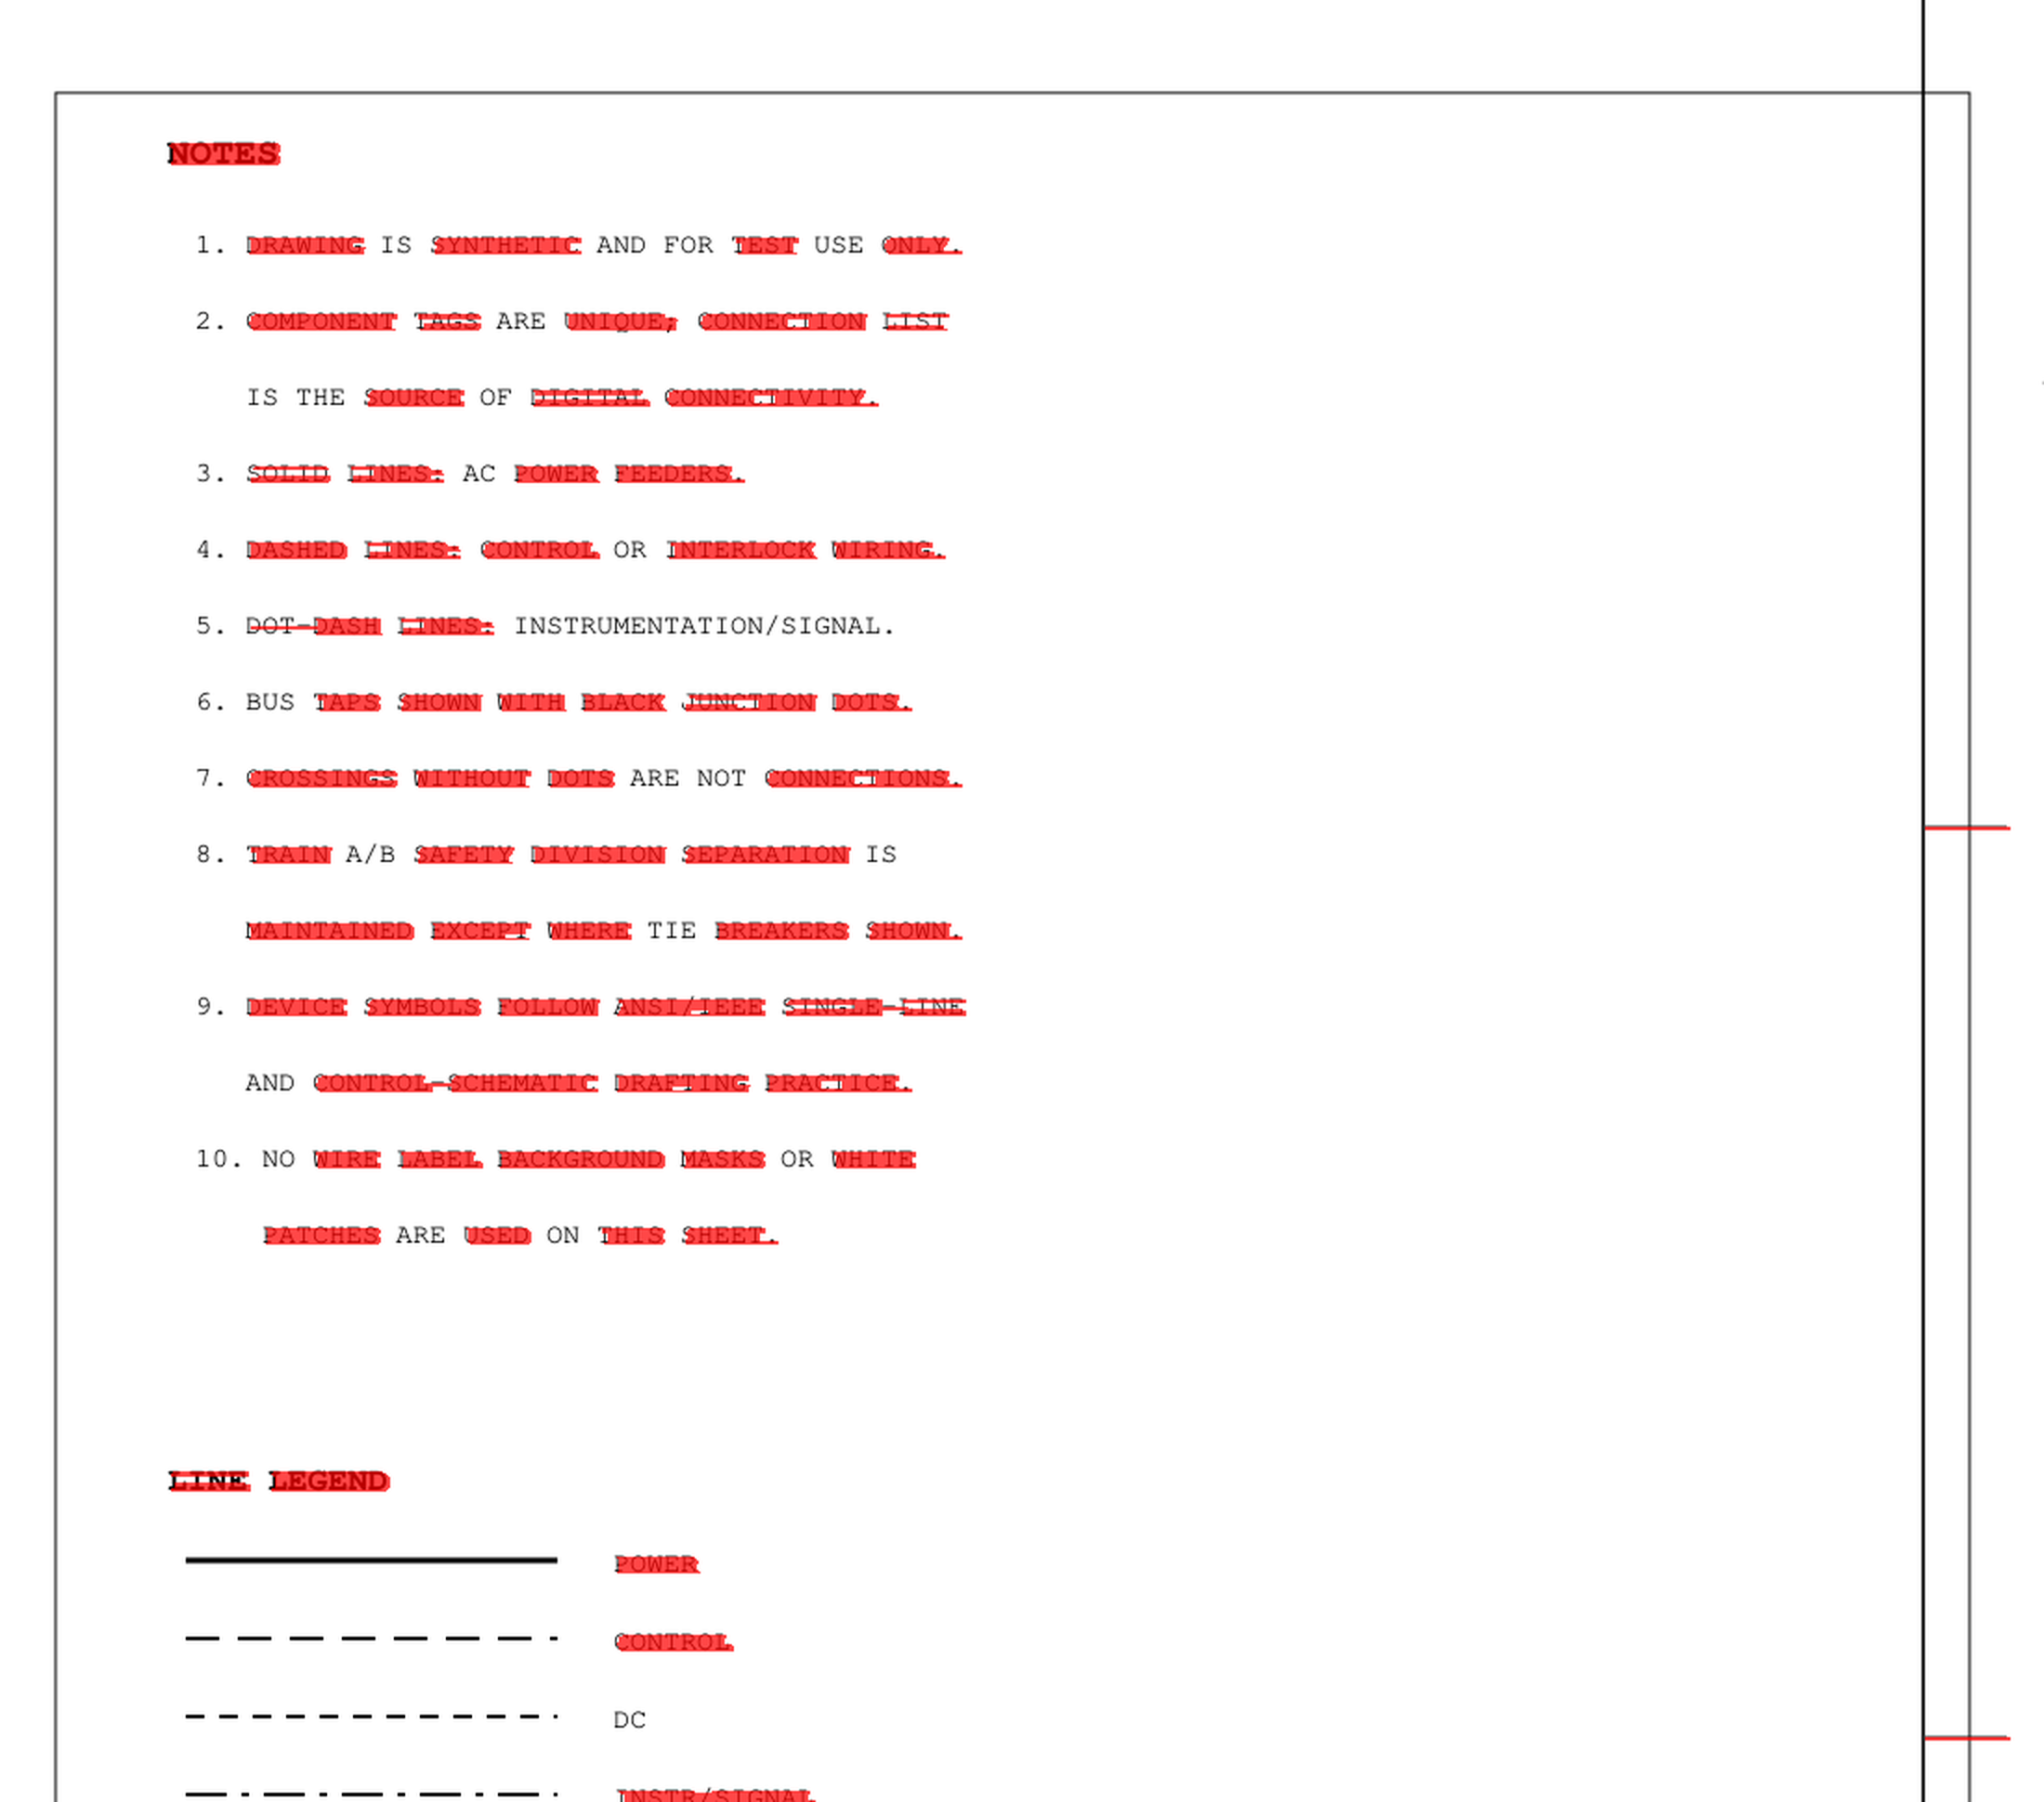 NOTES
1. DRAWING IS SYNTHETIC AND FOR TEST USE ONLY.
2. COMPONENT TAGS ARE UNIQUE; CONNECTION LIST
IS THE SOURCE OF DIGITAL CONNECTIVITY.
3. SOLID LINES: AC POWER FEEDERS.
4. DASHED LINES: CONTROL OR INTERLOCK WIRING.
5. DOT-DASH LINES: INSTRUMENTATION/SIGNAL.
6. BUS TAPS SHOWN WITH BLACK JUNCTION DOTS.
7. CROSSINGS WITHOUT DOTS ARE NOT CONNECTIONS.
8. TRAIN A/B SAFETY DIVISION SEPARATION IS
MAINTAINED EXCEPT WHERE TIE BREAKERS SHOWN.
9. DEVICE SYMBOLS FOLLOW ANSI/IEEE SINGLE-LINE
AND CONTROL-SCHEMATIC DRAFTING PRACTICE.
10. NO WIRE LABEL BACKGROUND MASKS OR WHITE
PATCHES ARE USED ON THIS SHEET.
LINE LEGEND
POWER
CONTROL
DC
INSTR/SIGNAL